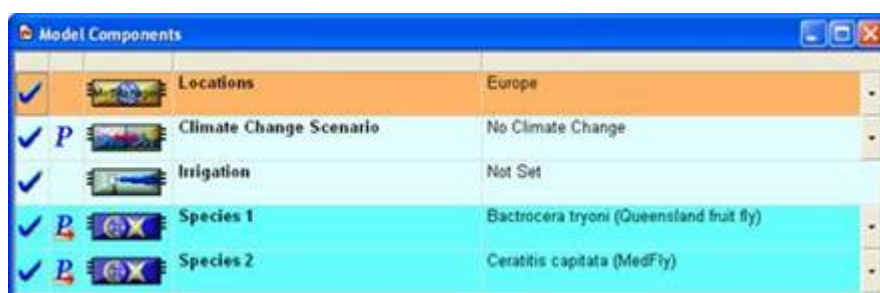 Model Components
Locations Europe
P Climate Change Scenario No Climate Change
Irrigation Not Set
P Species 1 Bactrocera tryoni (Queensland fruit fly)
P Species 2 Ceratitis capitata (MedFly)